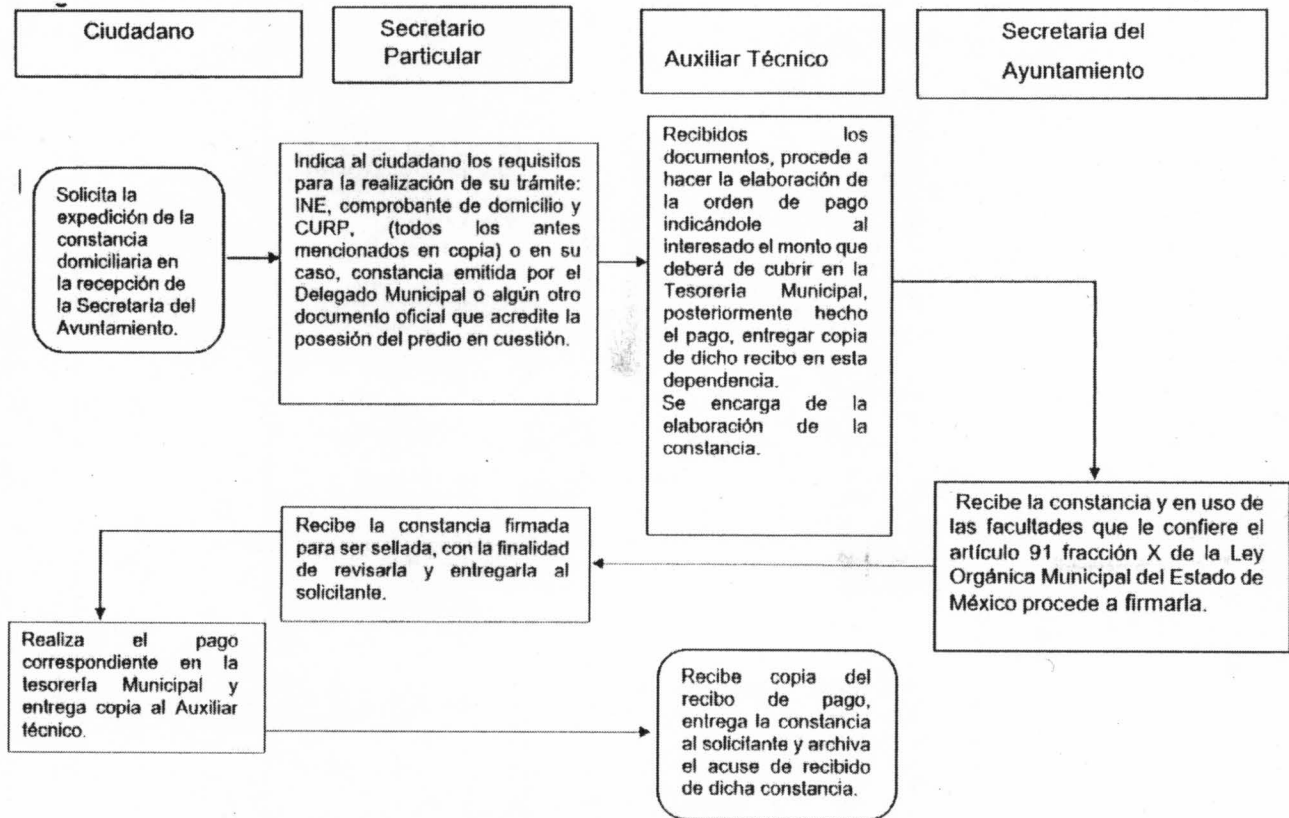 Ciudadano
Secretario
Particular
Auxiliar Técnico
Secretaria del
Ayuntamiento
Solicita la
expedición de la
constancia
domiciliaria en
la recepción de
la Secretaría del
Ayuntamiento.
Indica al ciudadano los requisitos
para la realización de su trámite:
INE, comprobante de domicilio y
CURP, (todos los antes
mencionados en copia) o en su
caso, constancia emitida por el
Delegado Municipal o algún otro
documento oficial que acredite la
posesión del predio en cuestión.
Recibidos los
documentos, procede a
hacer la elaboración de
la orden de pago
indicándole al
interesado el monto que
deberá de cubrir en la
Tesorería Municipal,
posteriormente hecho
el pago, entregar copia
de dicho recibo en esta
dependencia.
Se encarga de la
elaboración de la
constancia.
Recibe la constancia y en uso de
las facultades que le confiere el
artículo 91 fracción X de la Ley
Orgánica Municipal del Estado de
México procede a firmarla.
Recibe la constancia firmada
para ser sellada, con la finalidad
de revisarla y entregarla al
solicitante.
Realiza el pago
correspondiente en la
tesorería Municipal y
entrega copia al Auxiliar
técnico.
Recibe copia del
recibo de pago,
entrega la constancia
al solicitante y archiva
el acuse de recibido
de dicha constancia.